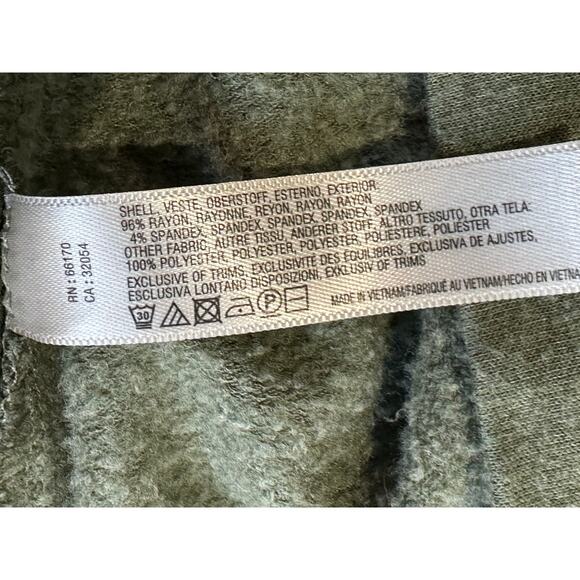 RN: 66170
CA: 32054
SHELL, VESTE, OBERSTOFF, ESTERNO, EXTERIOR:
96% RAYON, RAYONNE, REYON, RAYON, RAYON
4% SPANDEX, SPANDEX, SPANDEX, SPANDEX, SPANDEX
OTHER FABRIC, AUTRE TISSU, ANDERER STOFF, ALTRO TESSUTO, OTRA TELA:
100% POLYESTER, POLYESTER, POLYESTER, POLIESTERE, POLIESTER
EXCLUSIVE OF TRIMS, EXCLUSIVITÉ DES ÉQUILIBRES, EXCLUSIVA DE AJUSTES,
ESCLUSIVA LONTANO DISPOSIZIONI, EXKLUSIV OF TRIMS
30 P
MADE IN VIETNAM/FABRIQUÉ AU VIETNAM/HECHO EN VIETNA